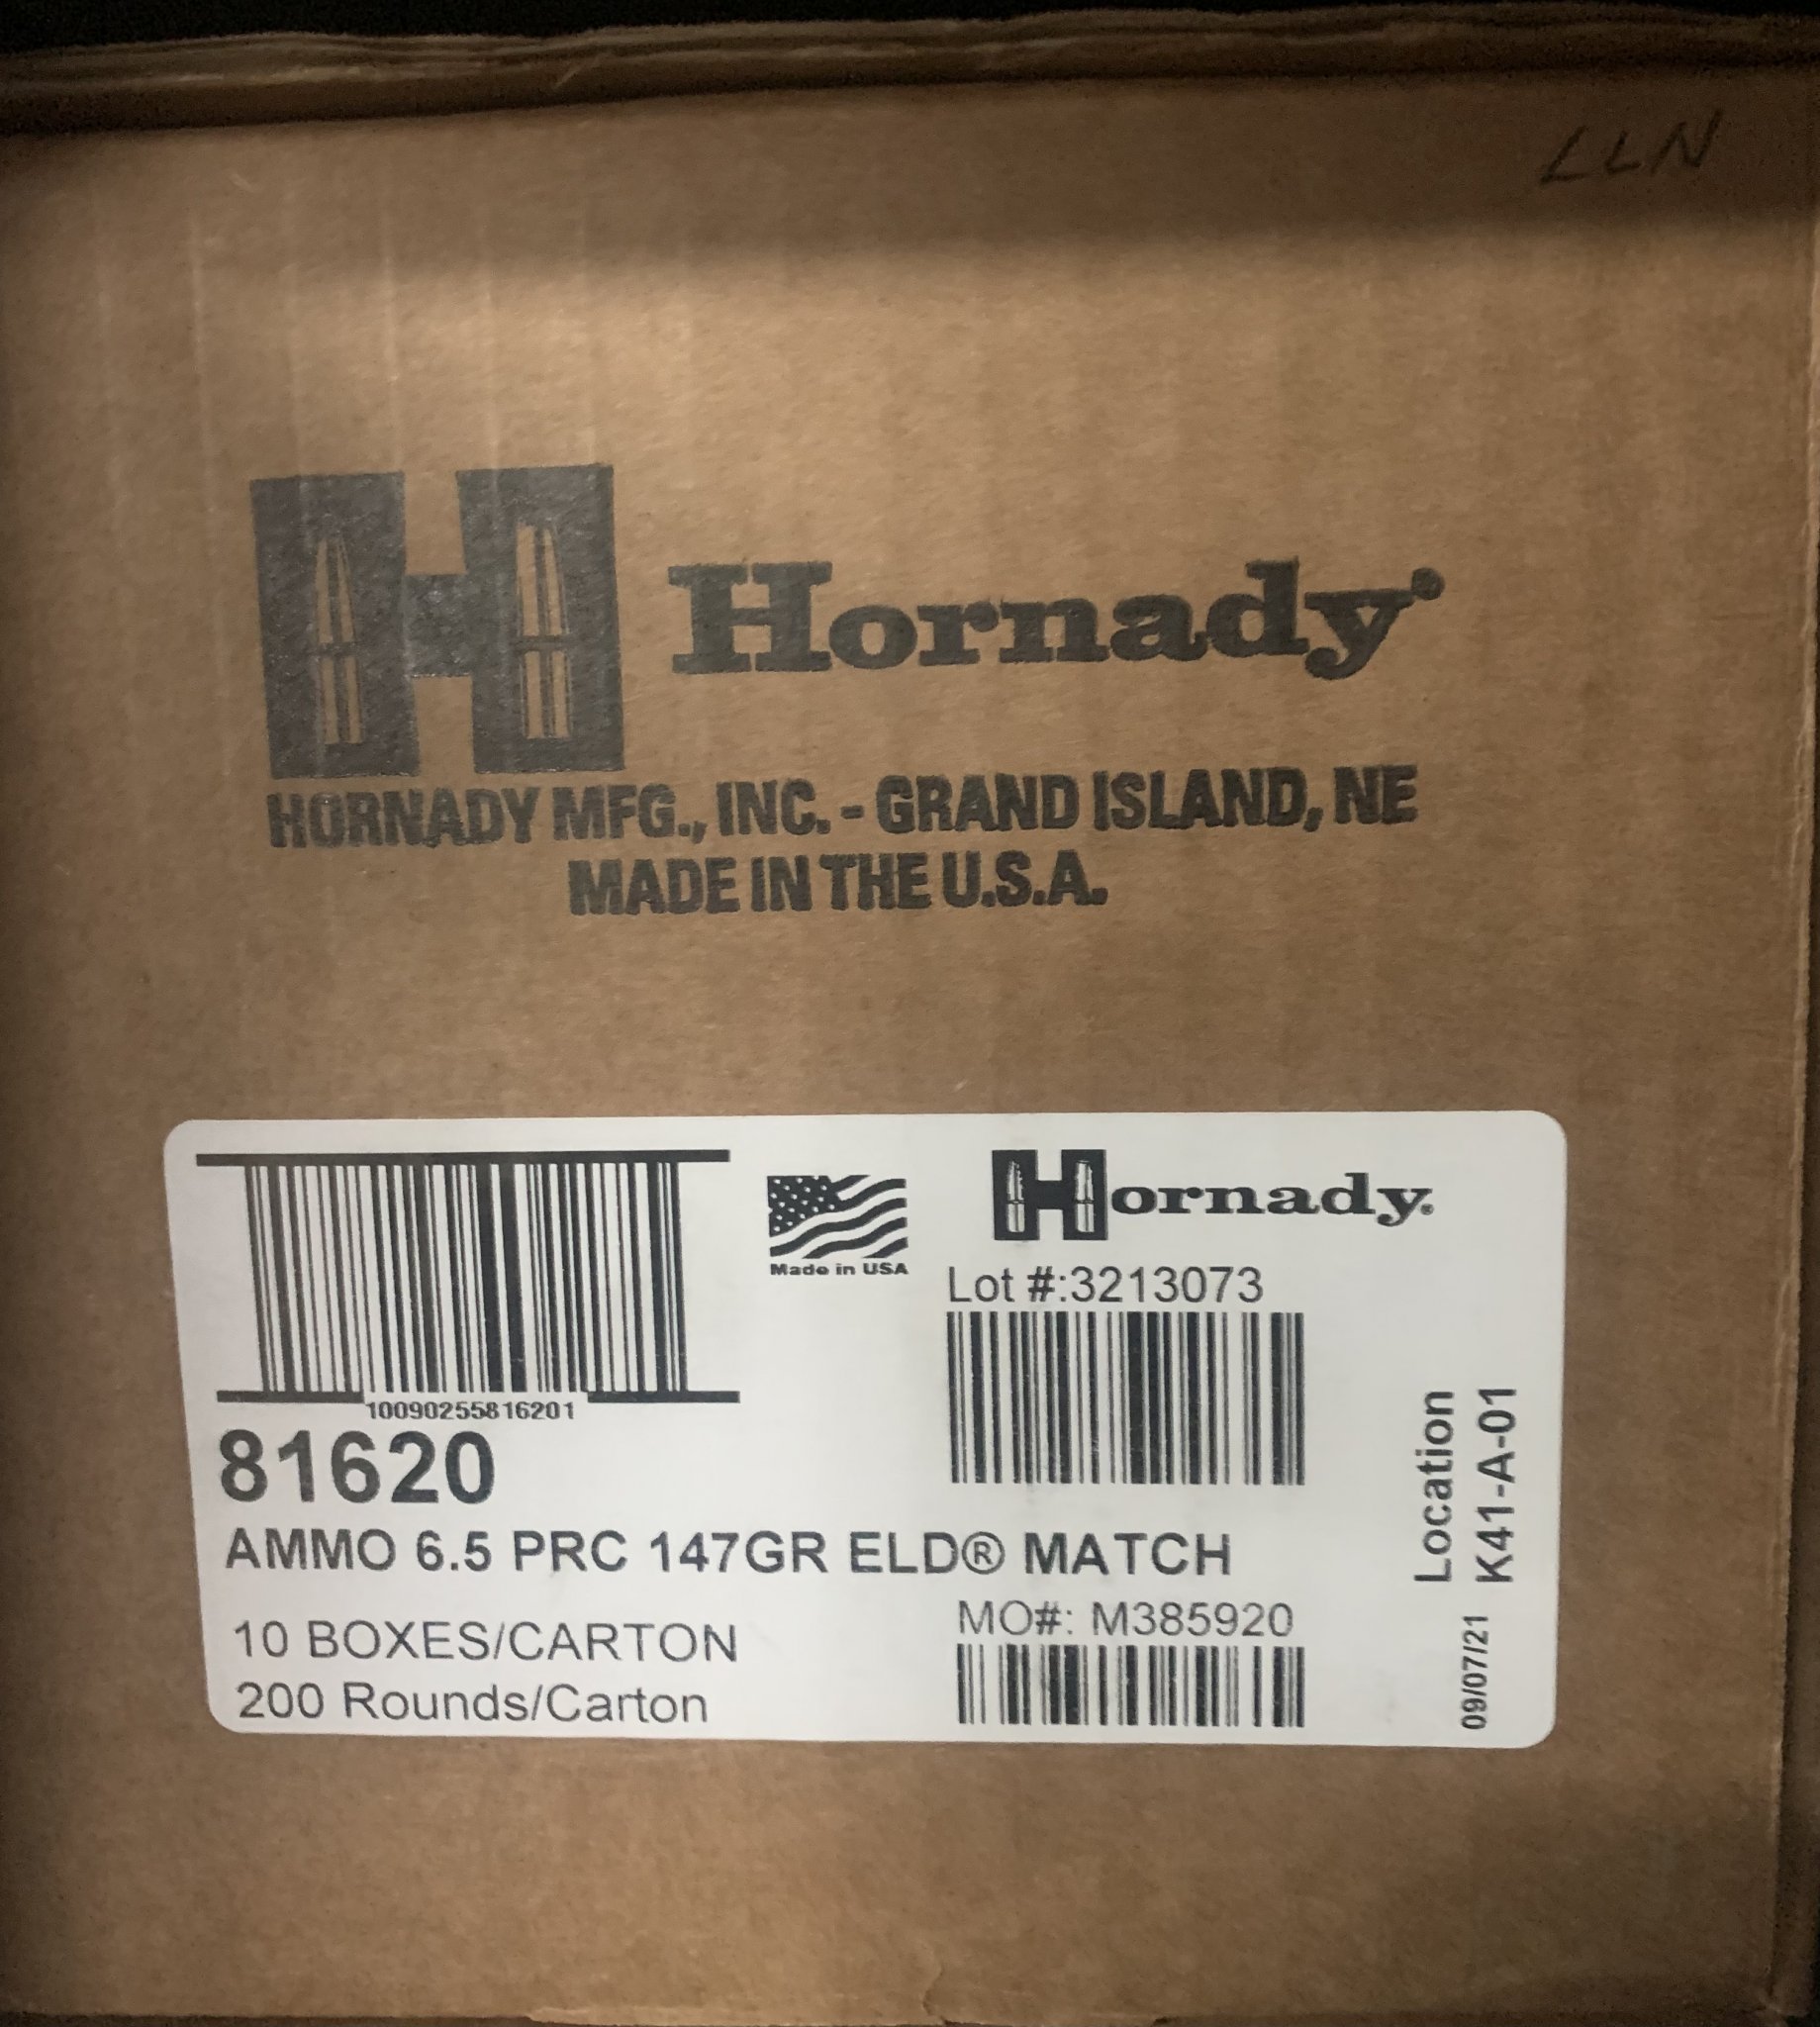 LLN
Hornady
HORNADY MFG., INC. - GRAND ISLAND, NE
MADE IN THE U.S.A.
10090255816201
81620
Made in USA
Hornady®
Lot #:3213073
AMMO 6.5 PRC 147GR ELD® MATCH
10 BOXES/CARTON
200 Rounds/Carton
MO#: M385920
Location
K41-A-01
09/07/21